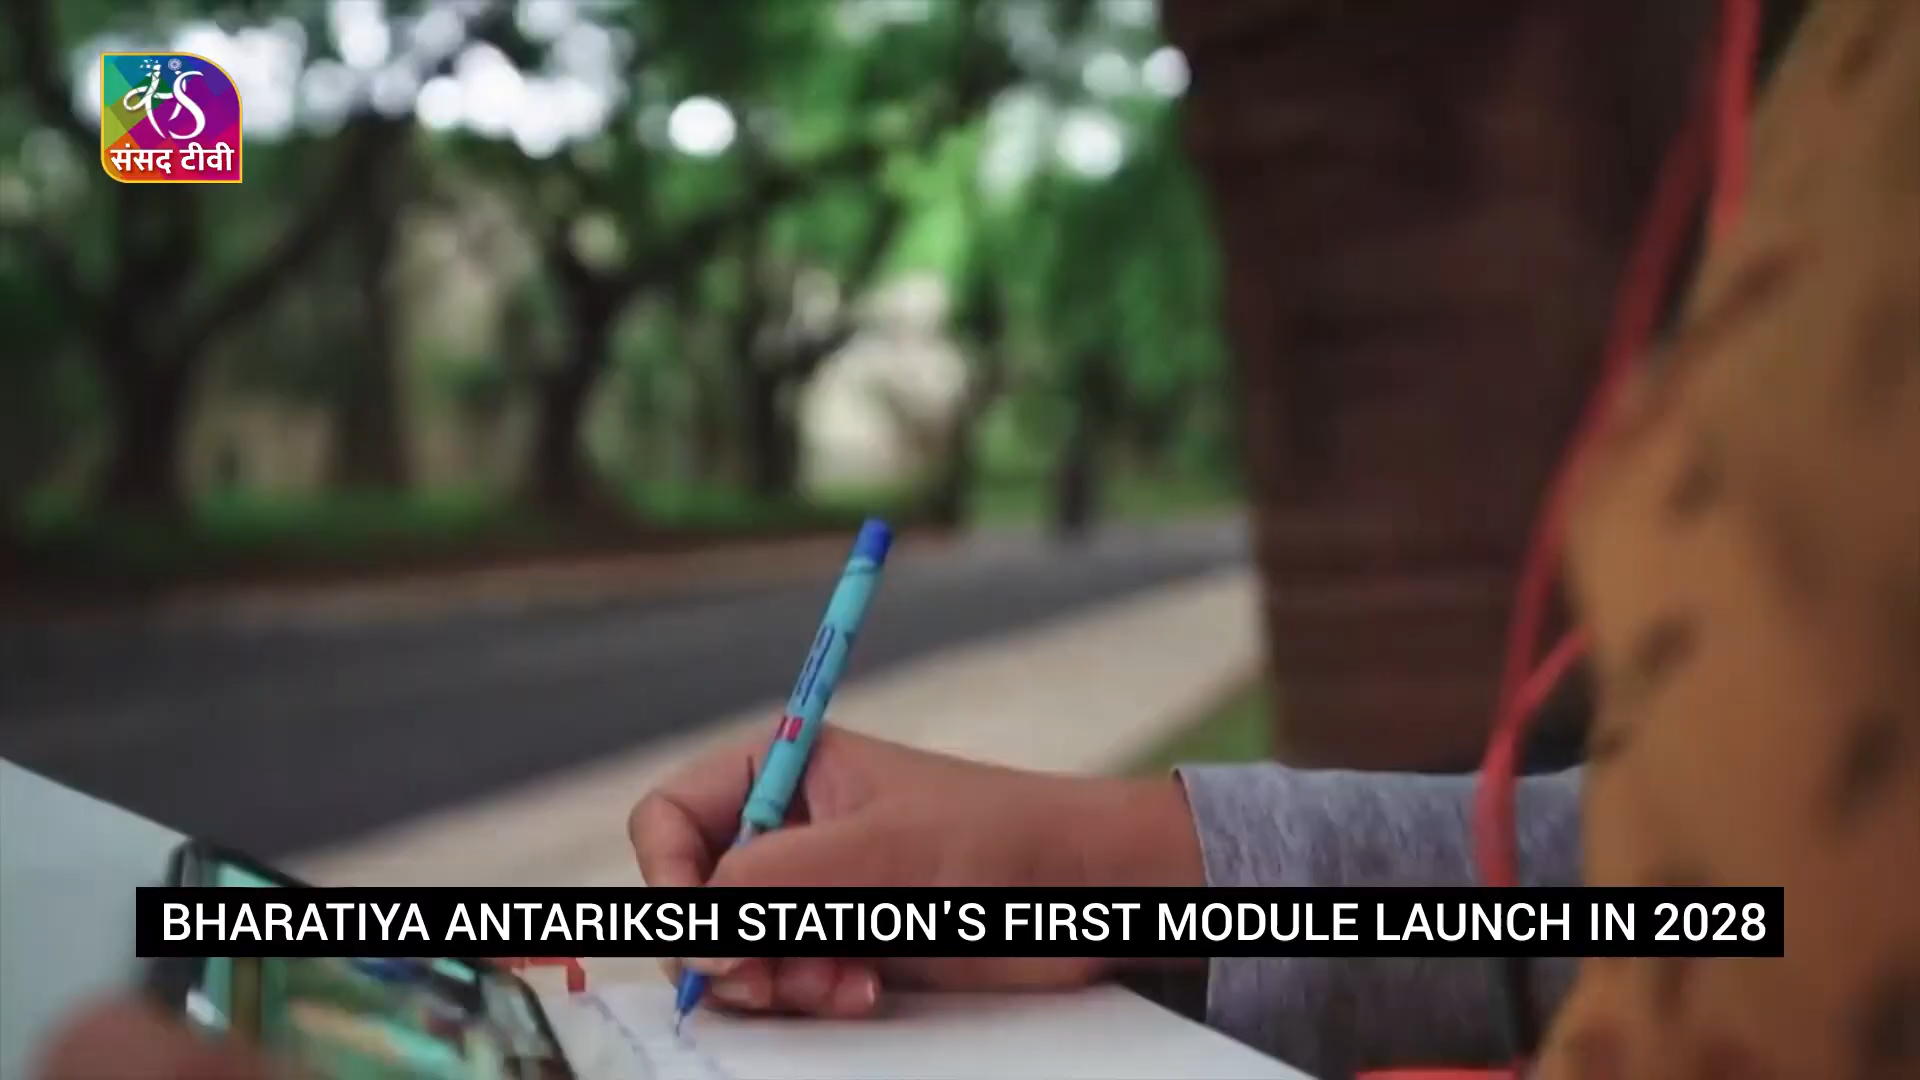 संसद टीवी
BHARATIYA ANTARIKSH STATION'S FIRST MODULE LAUNCH IN 2028